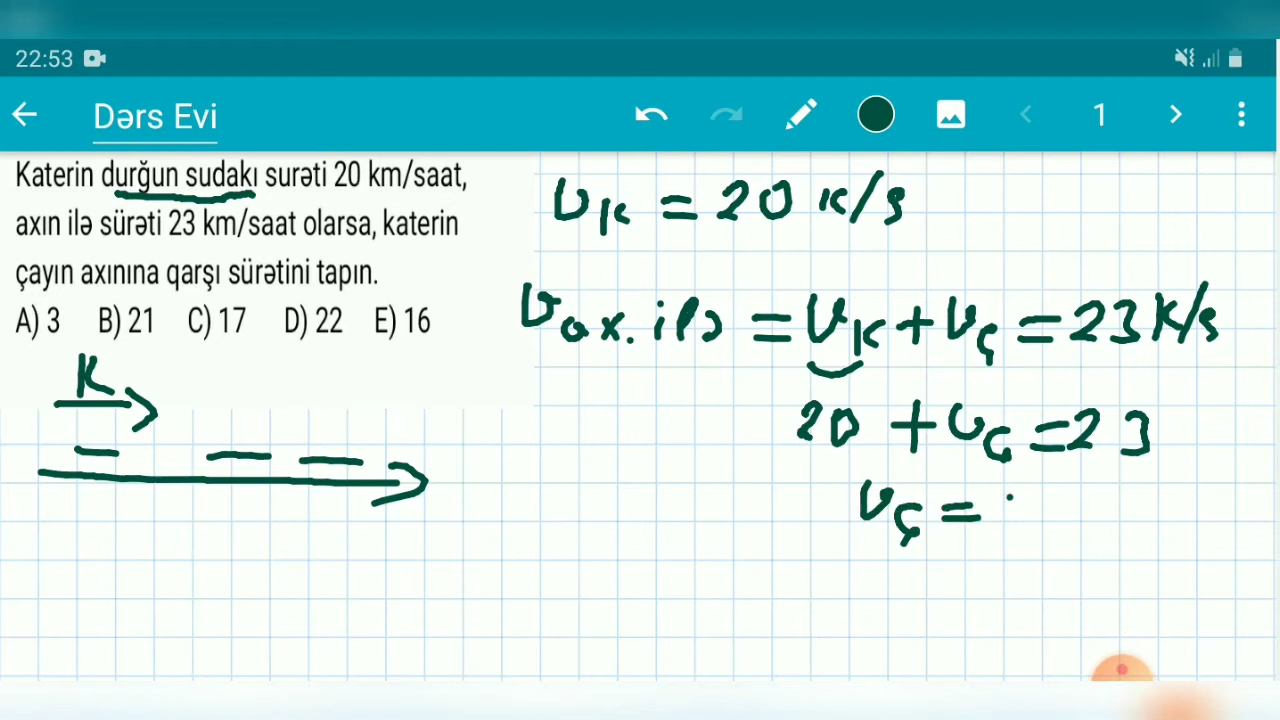 22:53
Dərs Evi
1
Katerin durğun sudakı surəti 20 km/saat,
axın ilə sürəti 23 km/saat olarsa, katerin
çayın axınına qarşı sürətini tapın.
A) 3 B) 21 C) 17 D) 22 E) 16
K
υK = 20 K/s
υax. ilə = υK + υç = 23 K/s
20 + υç = 23
υç =